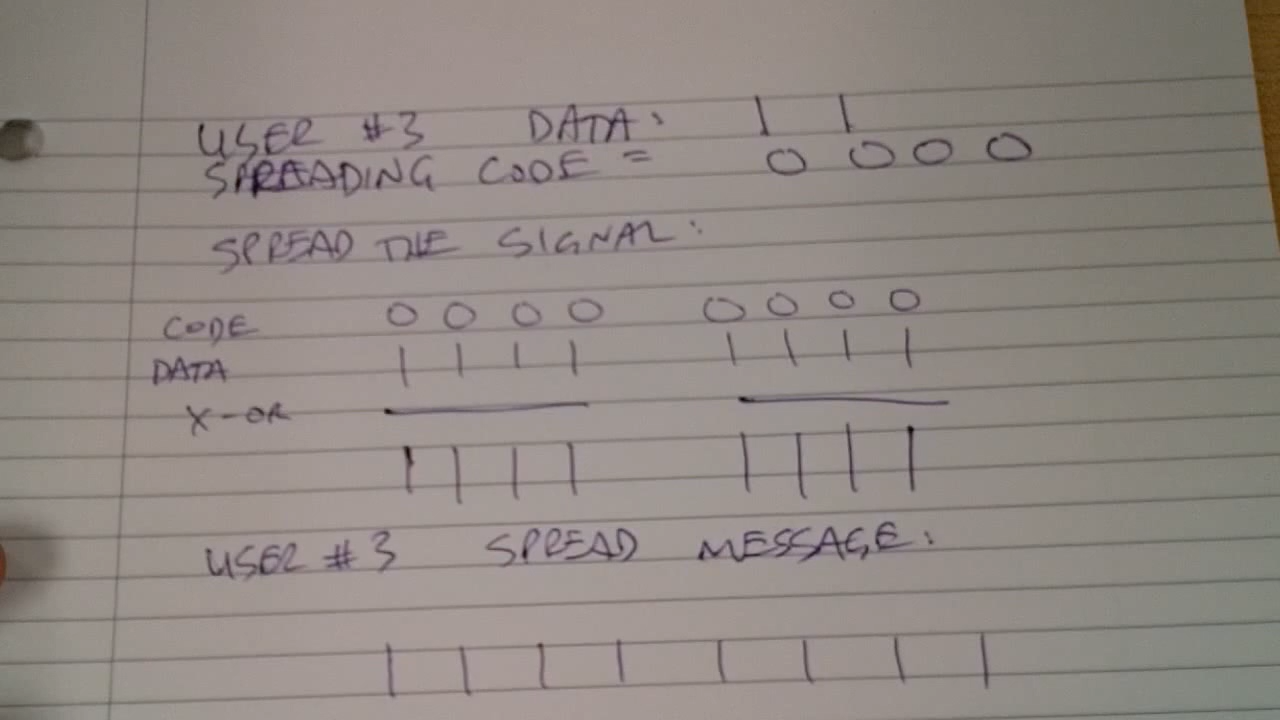 USER #3 DATA: 1 1
SPREADING CODE = 0 0 0 0
SPREAD THE SIGNAL:
CODE 0 0 0 0 0 0 0 0
DATA 1 1 1 1 1 1 1 1
X-OR
1 1 1 1 1 1 1 1
USER #3 SPREAD MESSAGE:
1 1 1 1 1 1 1 1